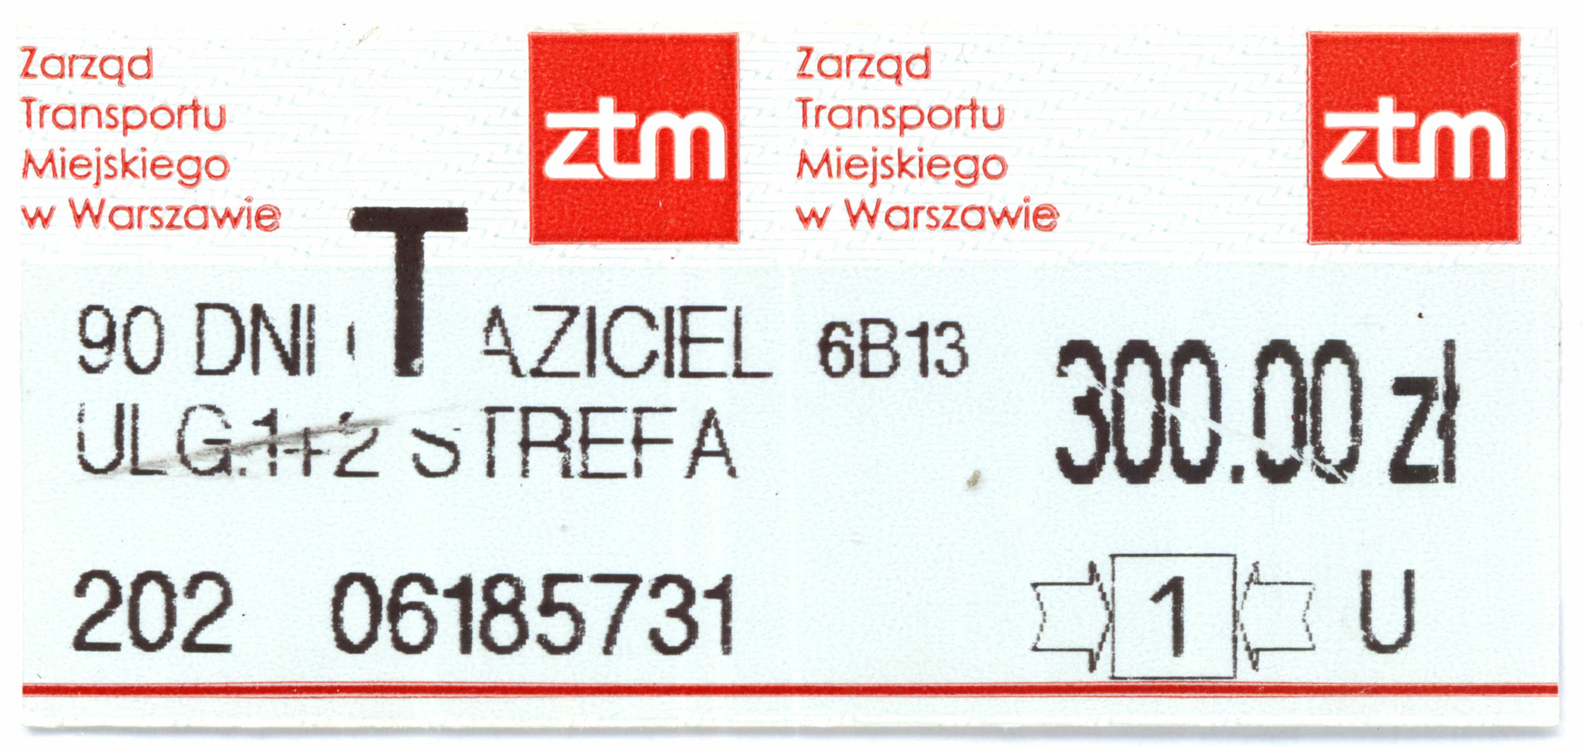 Zarząd
Transportu
Miejskiego
w Warszawie
ztm
Zarząd
Transportu
Miejskiego
w Warszawie
ztm
T
90 DNI
6B13
300.00 zł
ULG.1+2 STREFA
202 06185731
1 U